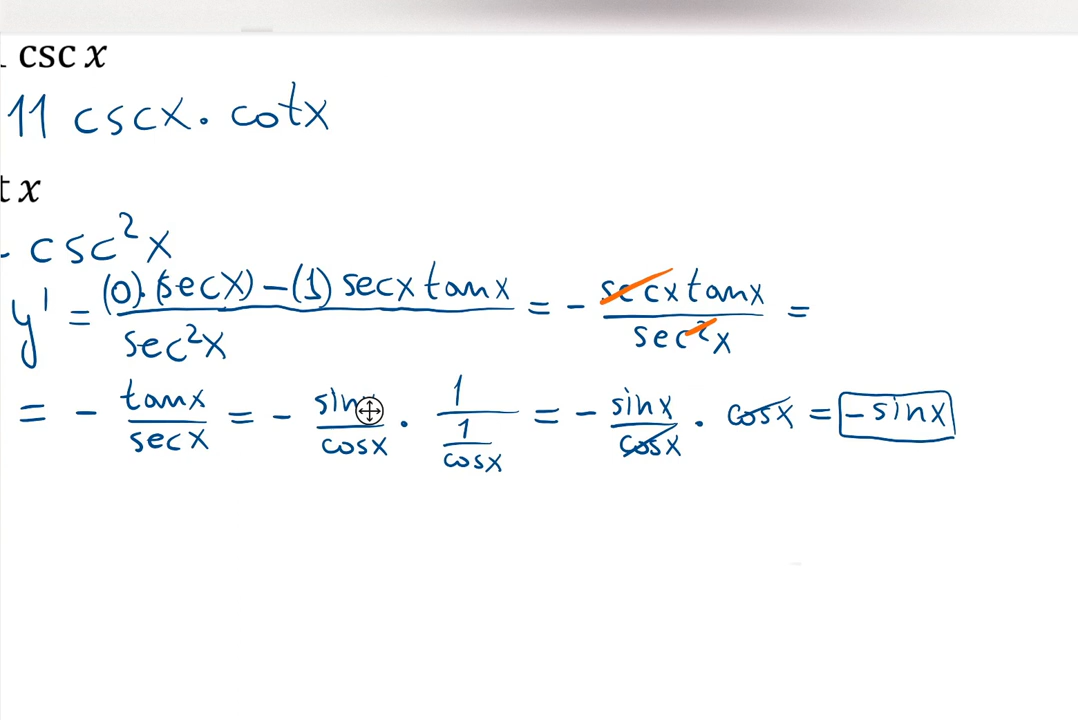 csc x
11 cscx · cotx
t x
- csc²x
y' = (0)·(secx) - (1) secx tanx / sec²x = - secx tanx / sec²x =
= - tanx / secx = - sin / cosx · 1 / (1 / cosx) = - sinx / cosx · cosx = -sinx